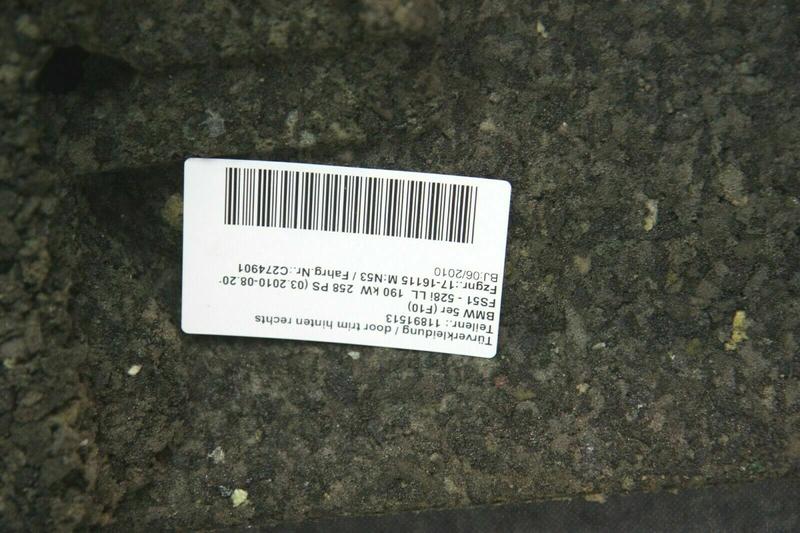 Türverkleidung / door trim hinten rechts
Teilenr.: 11891513
BMW 5er (F10)
FS51 - 528i LL 190 kW 258 PS (03.2010-08.20
Fzgnr.:17-16115 M:N53 / Fahrg.Nr.:C274901
BJ:06/2010